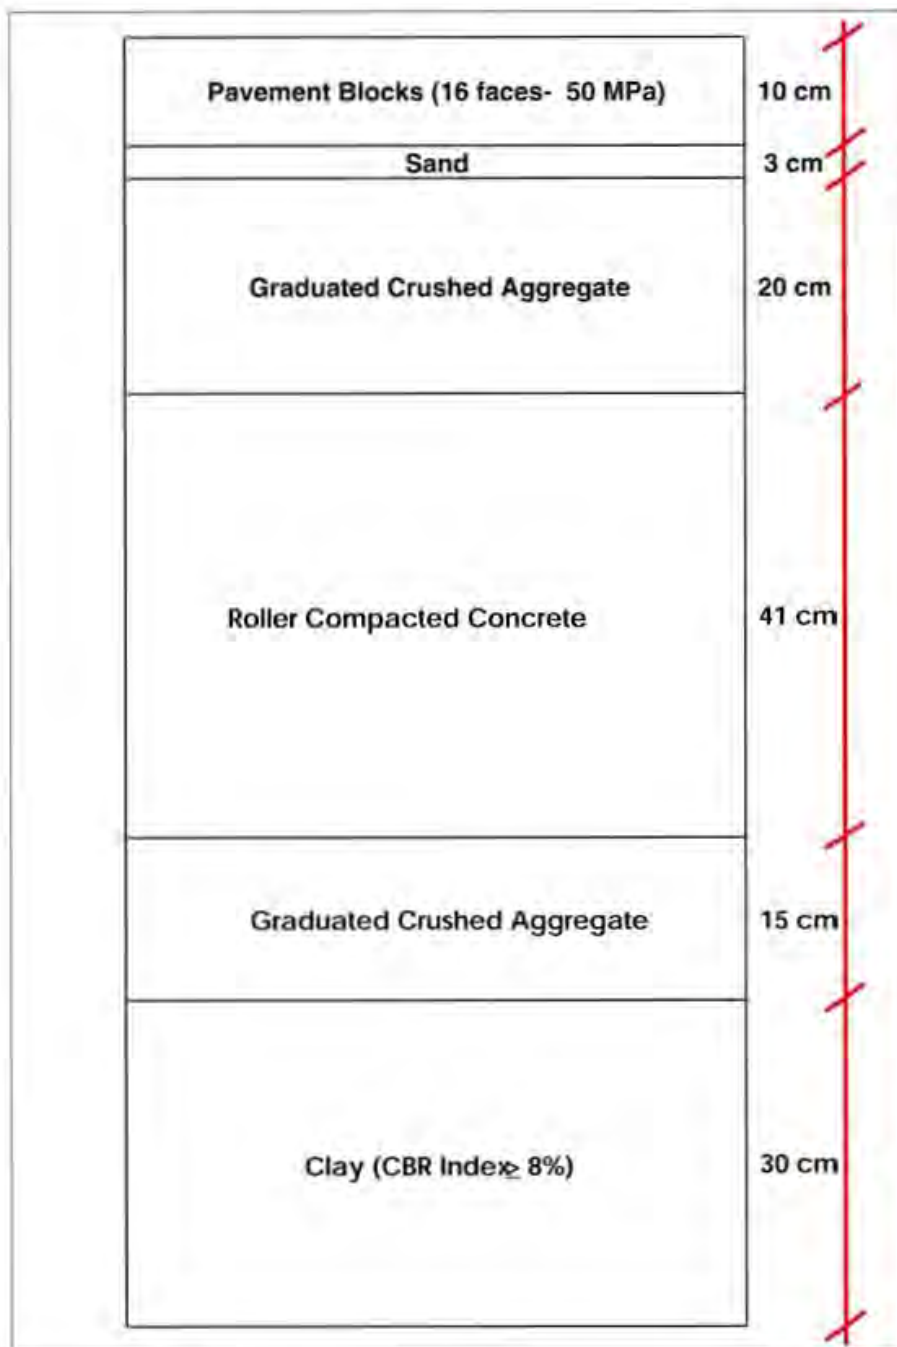 Pavement Blocks (16 faces- 50 MPa) 10 cm
Sand 3 cm
Graduated Crushed Aggregate 20 cm
Roller Compacted Concrete 41 cm
Graduated Crushed Aggregate 15 cm
Clay (CBR Index≥ 8%) 30 cm